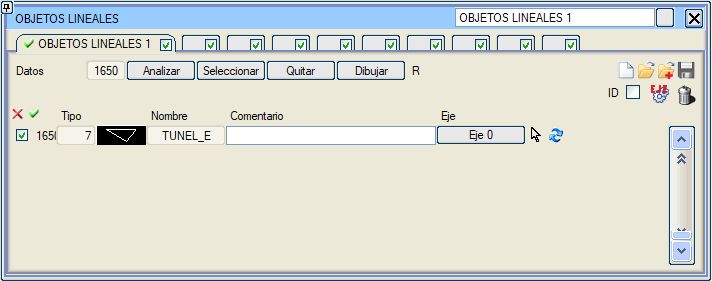 OBJETOS LINEALES OBJETOS LINEALES 1
OBJETOS LINEALES 1
Datos 1650 Analizar Seleccionar Quitar Dibujar R
ID EJE
Tipo Nombre Comentario Eje
1650 7 TUNEL_E Eje 0